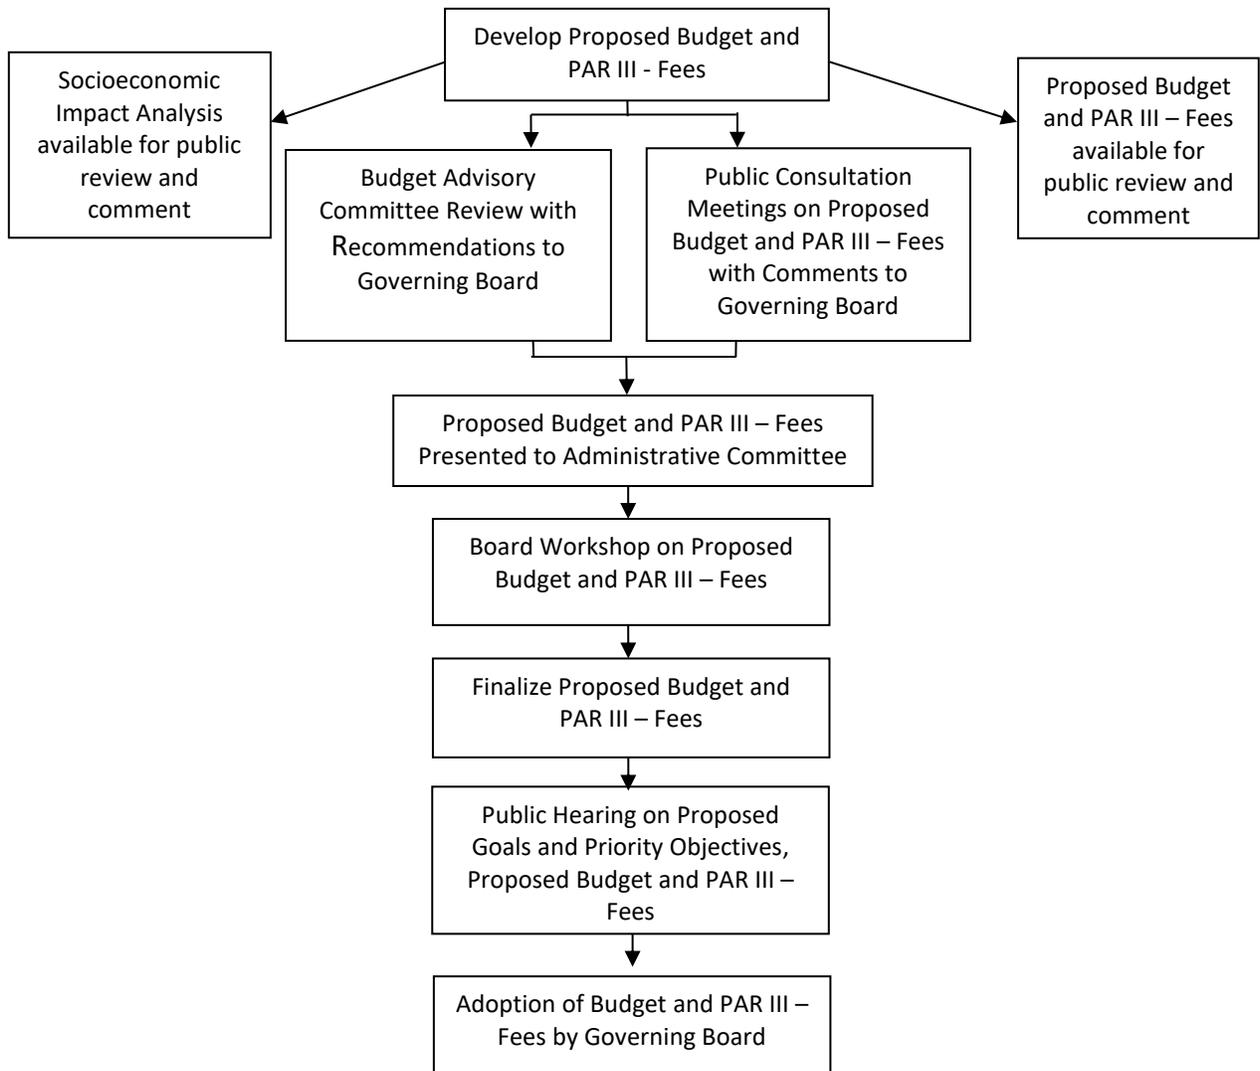 Develop Proposed Budget and
PAR III - Fees
Socioeconomic
Impact Analysis
available for public
review and
comment
Proposed Budget
and PAR III – Fees
available for
public review and
comment
Budget Advisory
Committee Review with
Recommendations to
Governing Board
Public Consultation
Meetings on Proposed
Budget and PAR III – Fees
with Comments to
Governing Board
Proposed Budget and PAR III – Fees
Presented to Administrative Committee
Board Workshop on Proposed
Budget and PAR III – Fees
Finalize Proposed Budget and
PAR III – Fees
Public Hearing on Proposed
Goals and Priority Objectives,
Proposed Budget and PAR III –
Fees
Adoption of Budget and PAR III –
Fees by Governing Board